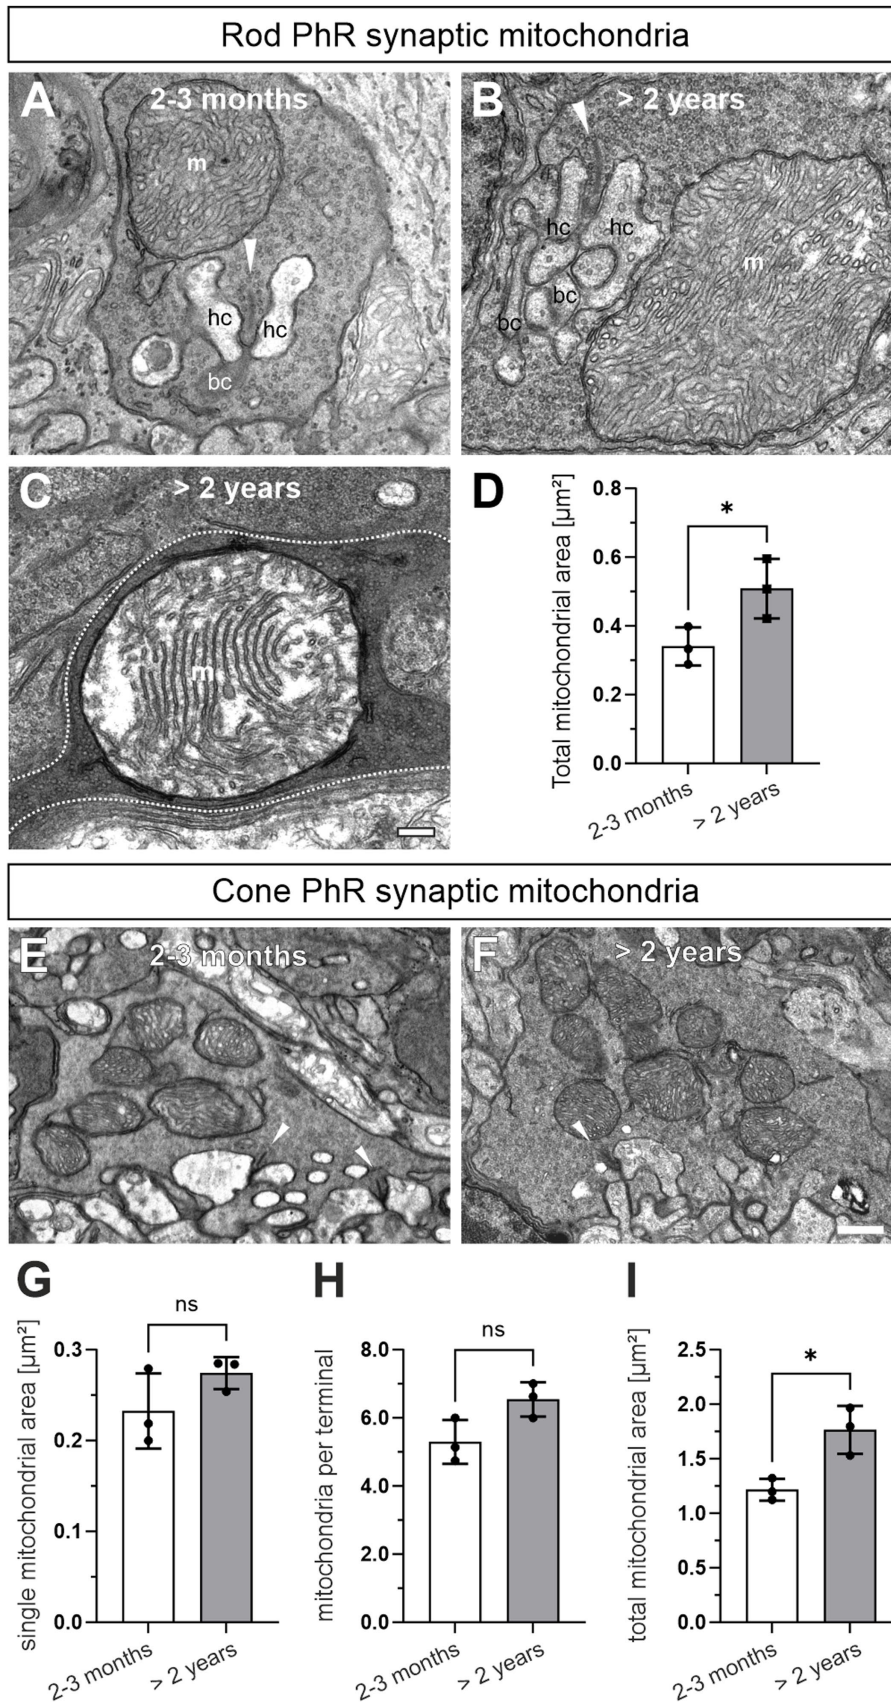 Rod PhR synaptic mitochondria
A
2-3 months
m
hc
hc
bc
B
> 2 years
hc
hc
m
bc
bc
C
> 2 years
m
D
Total mitochondrial area [µm²]
0.8
0.6
0.4
0.2
0.0
*
2-3 months
> 2 years
Cone PhR synaptic mitochondria
E
2-3 months
F
> 2 years
G
single mitochondrial area [µm²]
0.3
0.2
0.1
0.0
ns
2-3 months
> 2 years
H
mitochondria per terminal
8.0
6.0
4.0
2.0
0.0
ns
2-3 months
> 2 years
I
total mitochondrial area [µm²]
2.5
2.0
1.5
1.0
0.5
0.0
*
2-3 months
> 2 years